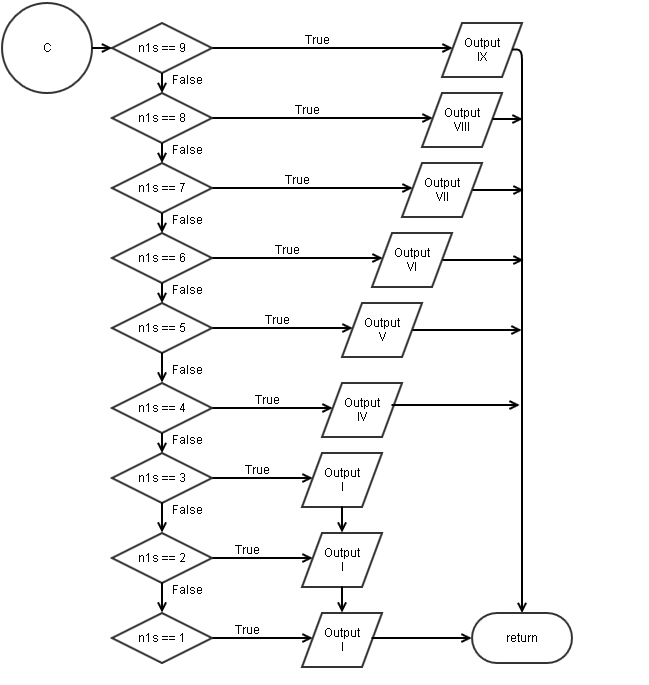 C
n1s == 9
True
Output
IX
False
n1s == 8
True
Output
VIII
False
n1s == 7
True
Output
VII
False
n1s == 6
True
Output
VI
False
n1s == 5
True
Output
V
False
n1s == 4
True
Output
IV
False
n1s == 3
True
Output
I
False
n1s == 2
True
Output
I
False
n1s == 1
True
Output
I
return